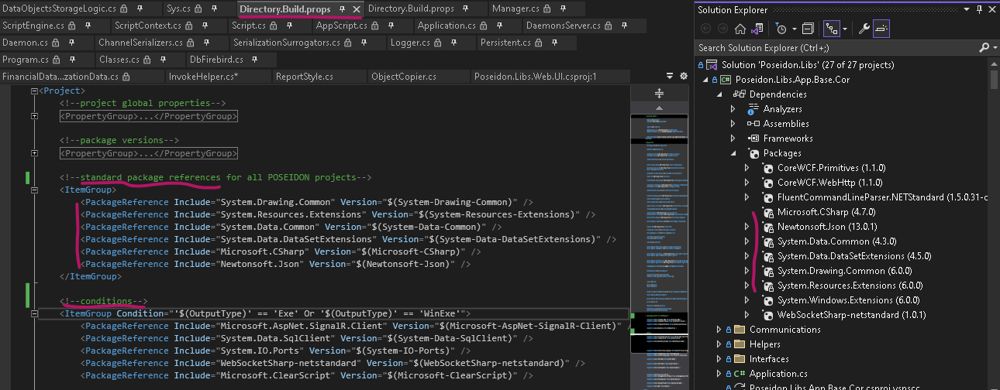 DataObjectsStorageLogic.cs Sys.cs Directory.Build.props Directory.Build.props Manager.cs
ScriptEngine.cs ScriptContext.cs Script.cs AppScript.cs Application.cs DaemonsServer.cs
Daemon.cs ChannelSerializers.cs SerializationSurrogators.cs Logger.cs Persistent.cs
Program.cs Classes.cs DbFirebird.cs
FinancialData...zationData.cs InvokeHelper.cs* ReportStyle.cs ObjectCopier.cs Poseidon.Libs.Web.UI.csproj:1
<Project>
<!--project global properties-->
<PropertyGroup>...</PropertyGroup>
<!--package versions-->
<PropertyGroup>...</PropertyGroup>
<!--standard package references for all POSEIDON projects-->
<ItemGroup>
<PackageReference Include="System.Drawing.Common" Version="$(System-Drawing-Common)" />
<PackageReference Include="System.Resources.Extensions" Version="$(System-Resources-Extensions)" />
<PackageReference Include="System.Data.Common" Version="$(System-Data-Common)" />
<PackageReference Include="System.Data.DataSetExtensions" Version="$(System-Data-DataSetExtensions)" />
<PackageReference Include="Microsoft.CSharp" Version="$(Microsoft-CSharp)" />
<PackageReference Include="Newtonsoft.Json" Version="$(Newtonsoft-Json)" />
</ItemGroup>
<!--conditions-->
<ItemGroup Condition="'$(OutputType)' == 'Exe' Or '$(OutputType)' == 'WinExe'">
<PackageReference Include="Microsoft.AspNet.SignalR.Client" Version="$(Microsoft-AspNet-SignalR-Client)" /
<PackageReference Include="System.Data.SqlClient" Version="$(System-Data-SqlClient)" />
<PackageReference Include="System.IO.Ports" Version="$(System-IO-Ports)" />
<PackageReference Include="WebSocketSharp-netstandard" Version="$(WebSocketSharp-netstandard)" />
<PackageReference Include="Microsoft.ClearScript" Version="$(Microsoft-ClearScript)" />
Solution Explorer
Search Solution Explorer (Ctrl+;)
Solution 'Poseidon.Libs' (27 of 27 projects)
C# Poseidon.Libs.App.Base.Cor
Dependencies
Analyzers
Assemblies
Frameworks
Packages
CoreWCF.Primitives (1.1.0)
CoreWCF.WebHttp (1.1.0)
FluentCommandLineParser.NETStandard (1.5.0.31-c
Microsoft.CSharp (4.7.0)
Newtonsoft.Json (13.0.1)
System.Data.Common (4.3.0)
System.Data.DataSetExtensions (4.5.0)
System.Drawing.Common (6.0.0)
System.Resources.Extensions (6.0.0)
System.Windows.Extensions (6.0.0)
WebSocketSharp-netstandard (1.0.1)
Communications
Helpers
Interfaces
C# Application.cs
Poseidon.Libs.App.Base.Cor.csproj.vspscc